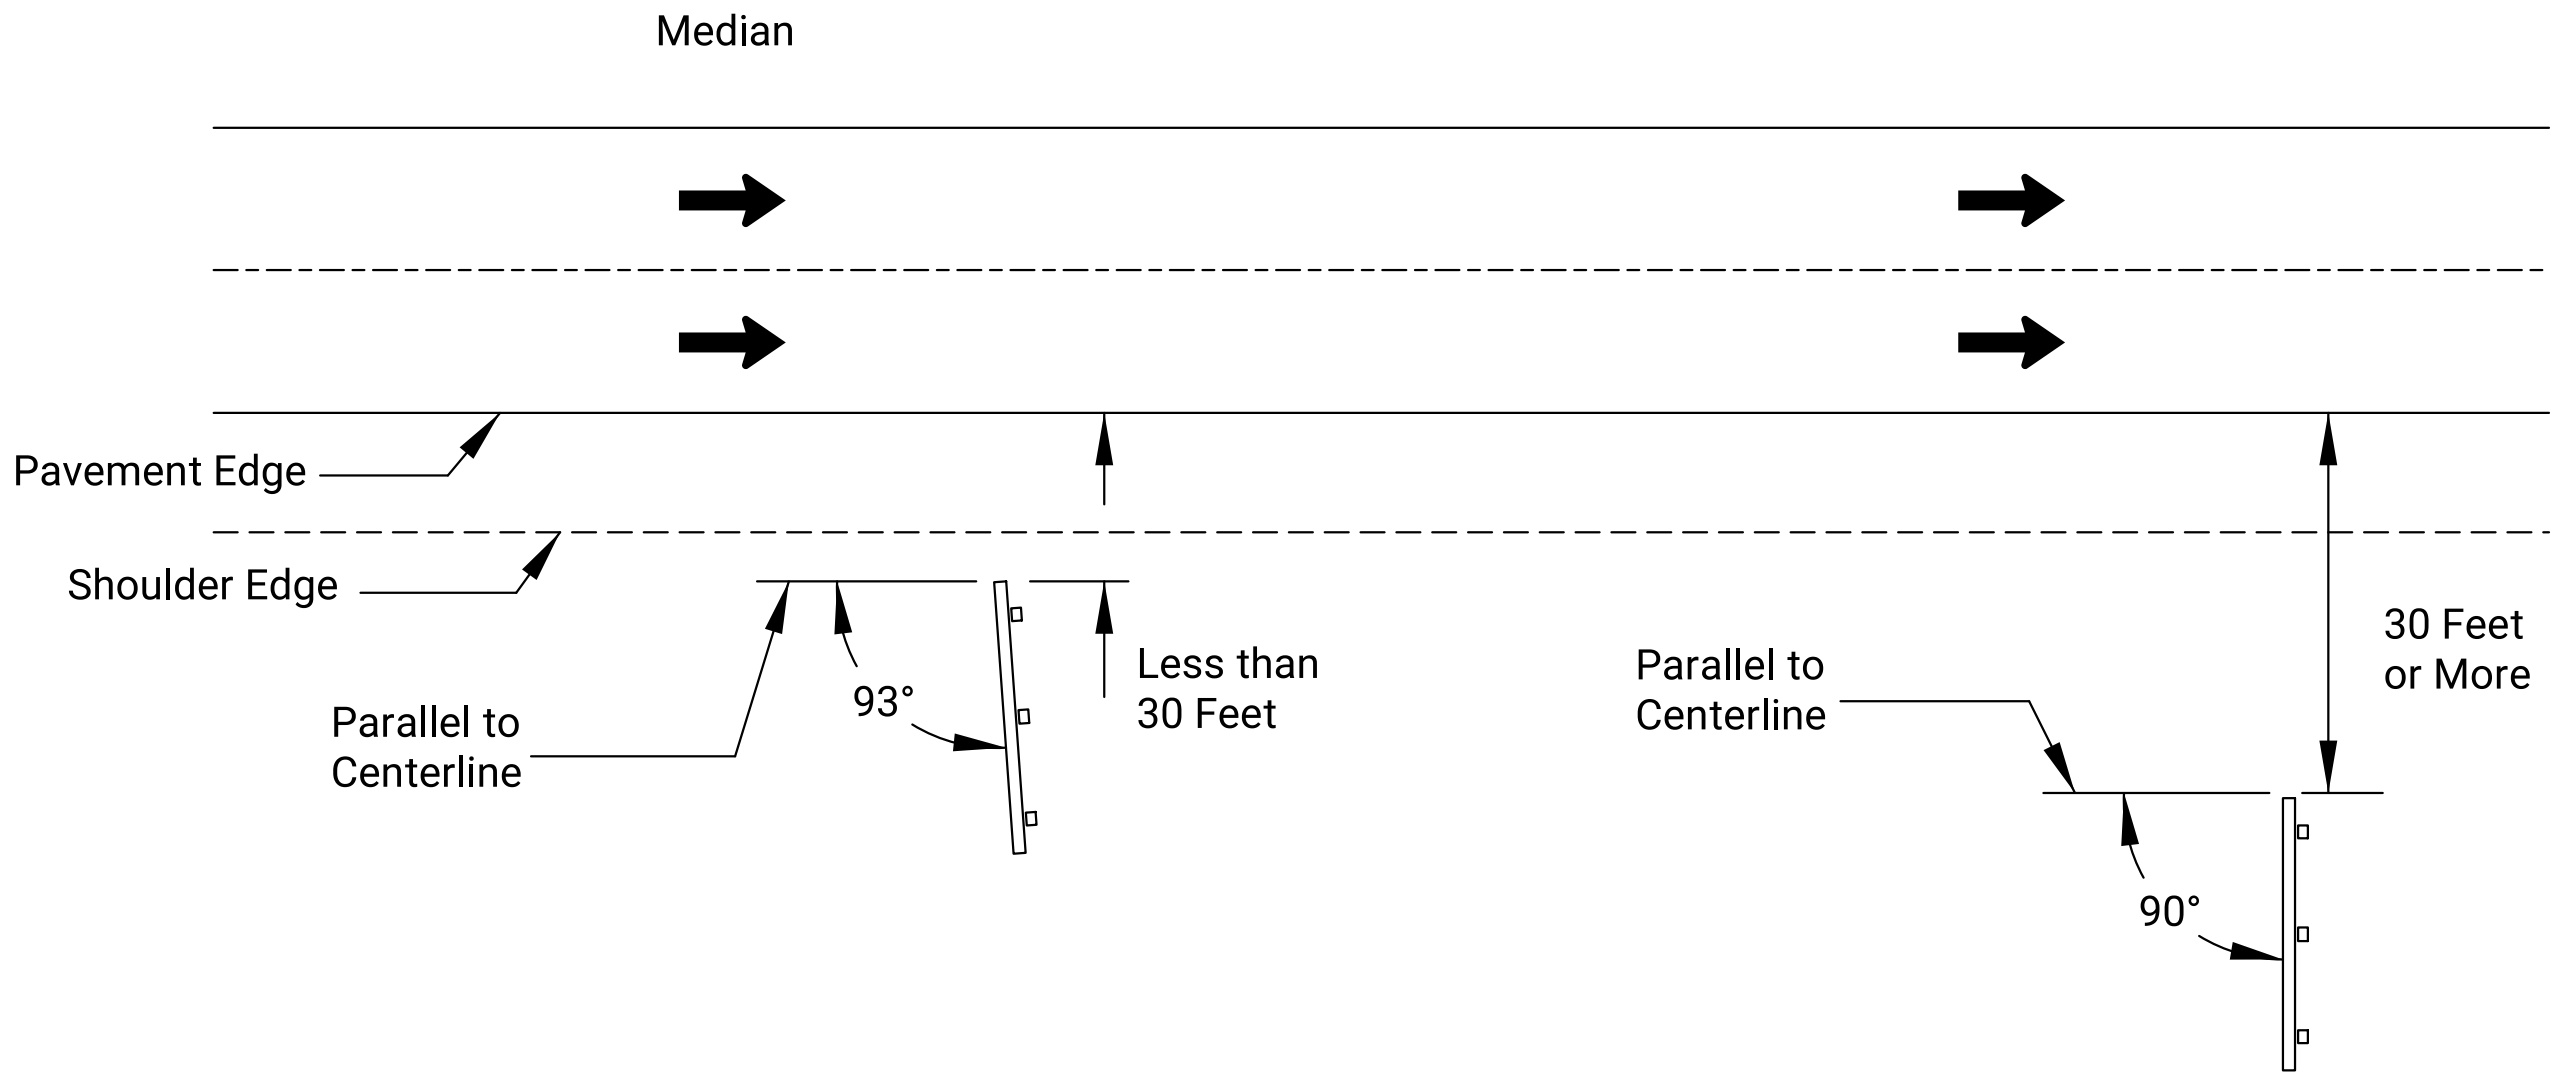 Median
Pavement Edge
Shoulder Edge
Parallel to
Centerline
93°
Less than
30 Feet
Parallel to
Centerline
90°
30 Feet
or More